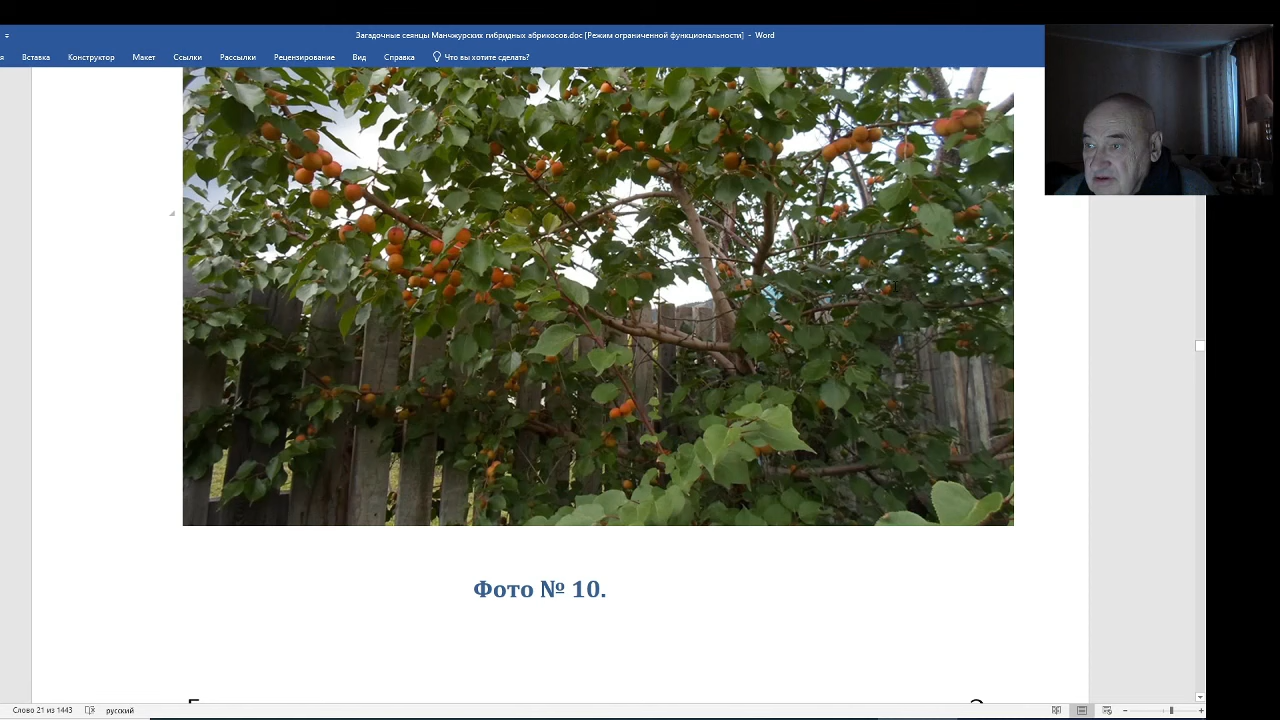 Загадочные сеянцы Манчжурских гибридных абрикосов.doc [Режим ограниченной функциональности] - Word
я Вставка Конструктор Макет Ссылки Рассылки Рецензирование Вид Справка Что вы хотите сделать?
Фото № 10.
Слово 21 из 1443 русский